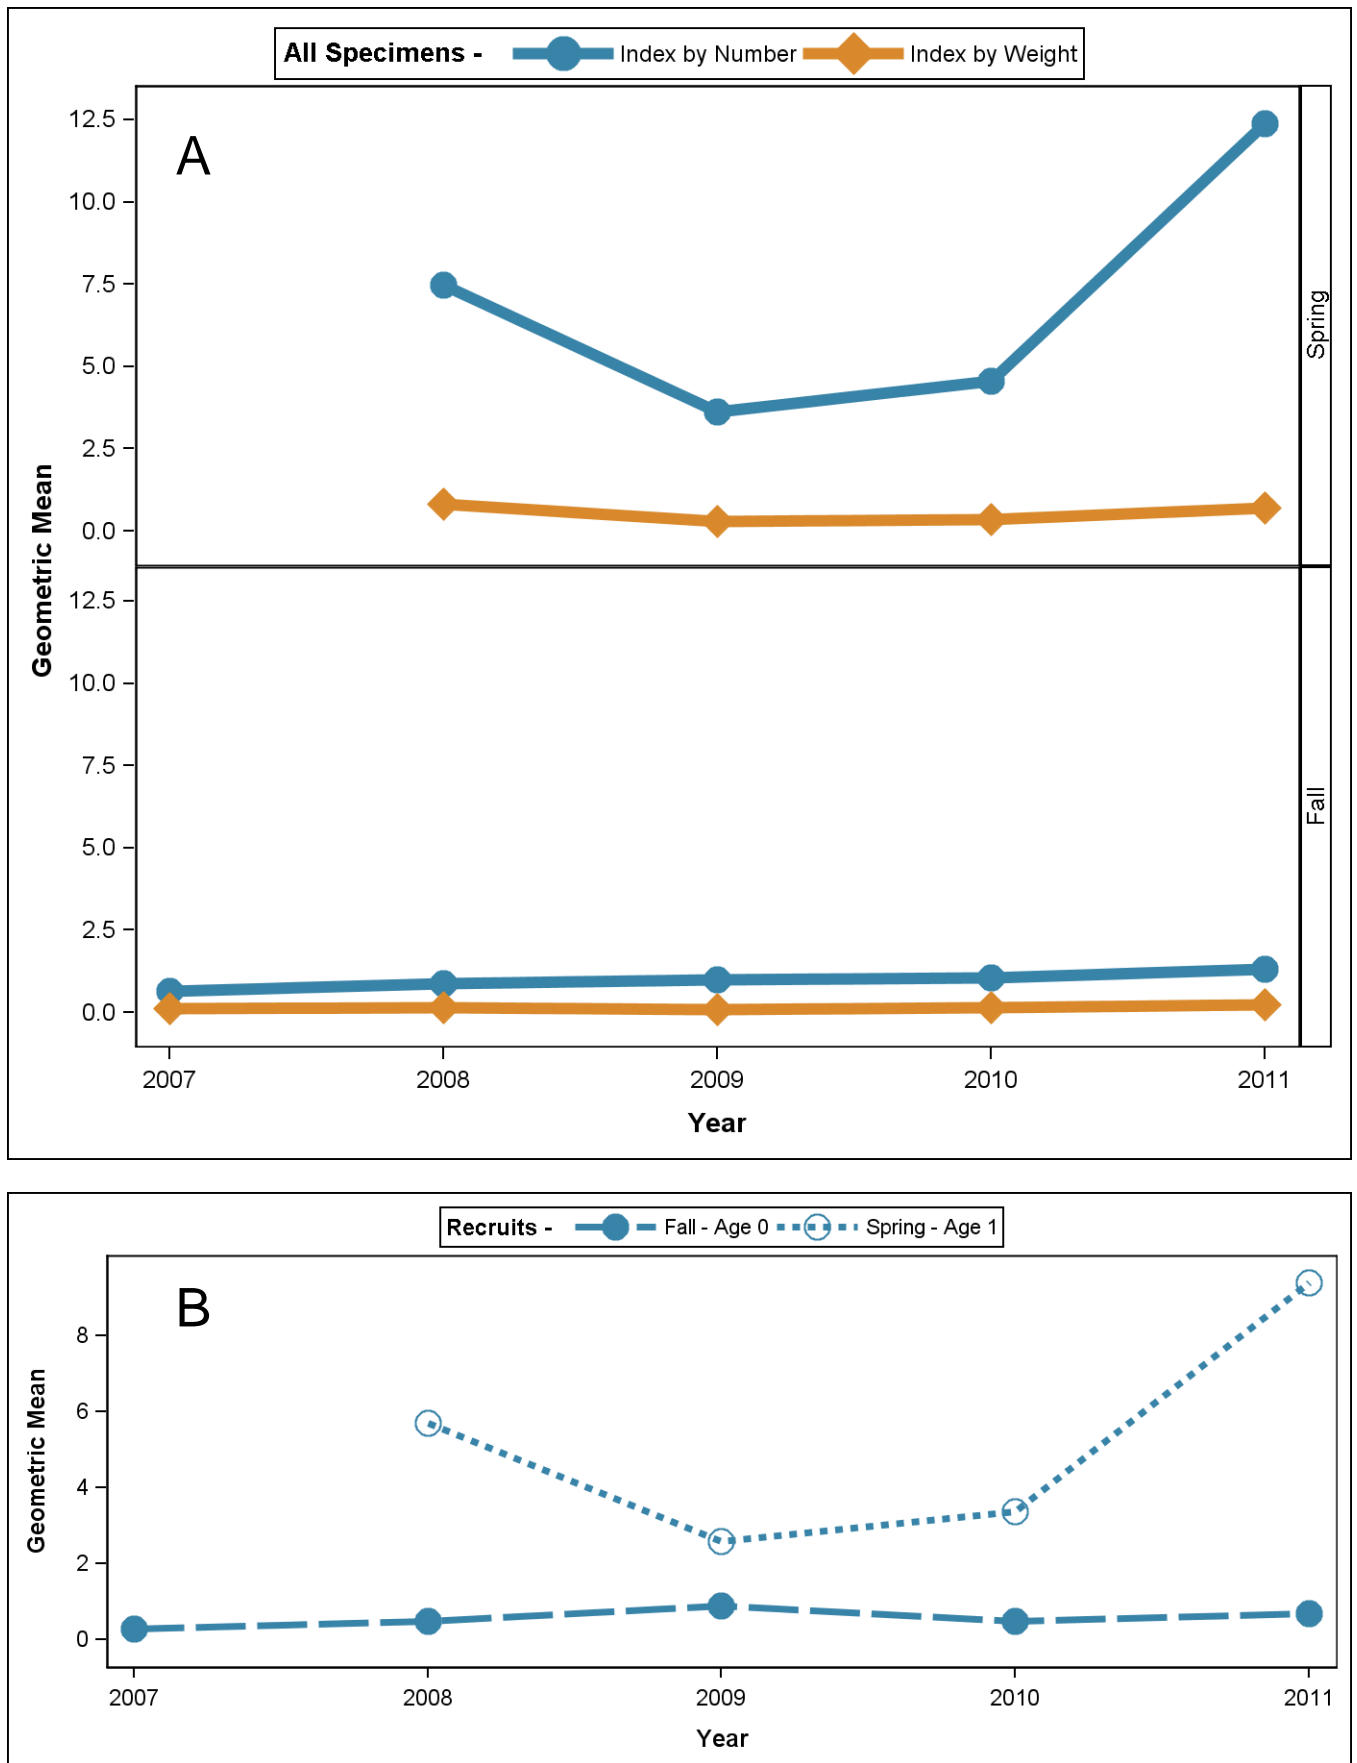 All Specimens - Index by Number Index by Weight
A
12.5
10.0
7.5
5.0
2.5
0.0
Spring
Geometric Mean
12.5
10.0
7.5
5.0
2.5
0.0
Fall
2007 2008 2009 2010 2011
Year
Recruits - Fall - Age 0 Spring - Age 1
B
8
6
4
2
0
Geometric Mean
2007 2008 2009 2010 2011
Year